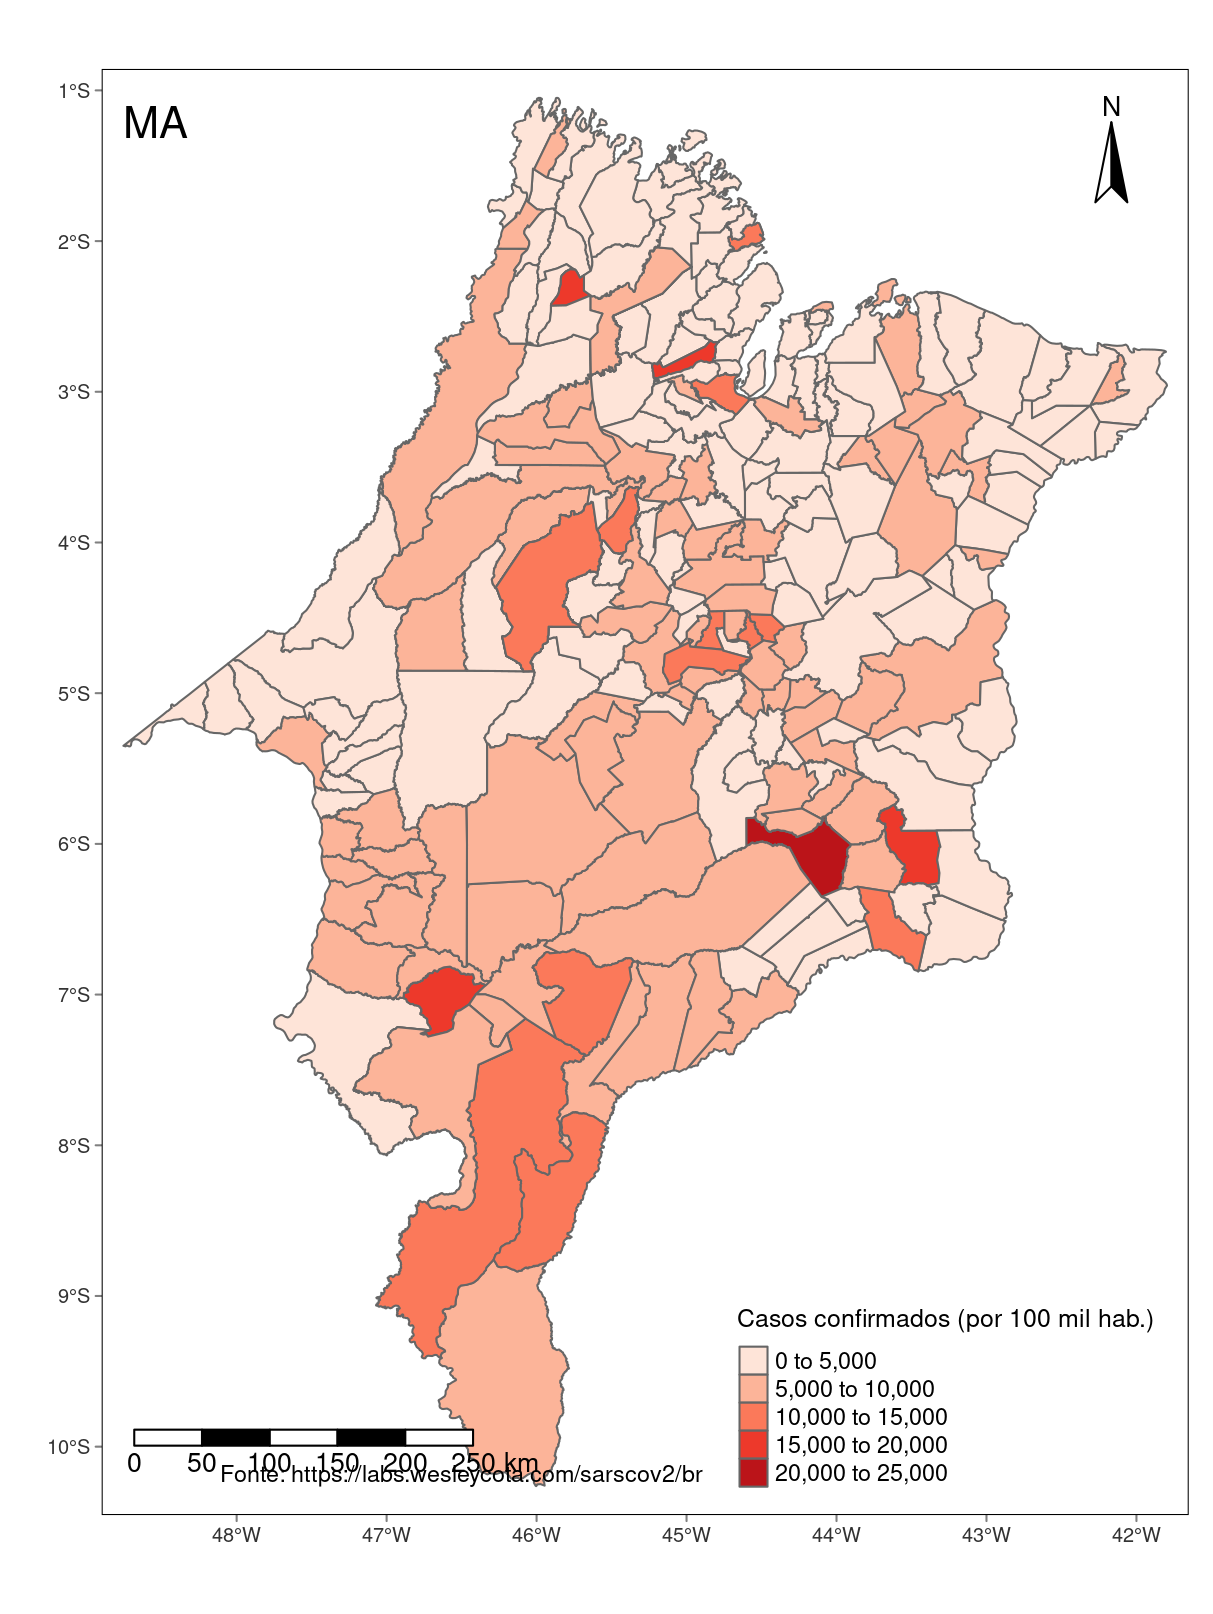 MA
N
1°S
2°S
3°S
4°S
5°S
6°S
7°S
8°S
9°S
10°S
Casos confirmados (por 100 mil hab.)
0 to 5,000
5,000 to 10,000
10,000 to 15,000
15,000 to 20,000
20,000 to 25,000
0 50 100 150 200 250 km
Fonte: https://labs.wesleycota.com/sarscov2/br
48°W 47°W 46°W 45°W 44°W 43°W 42°W